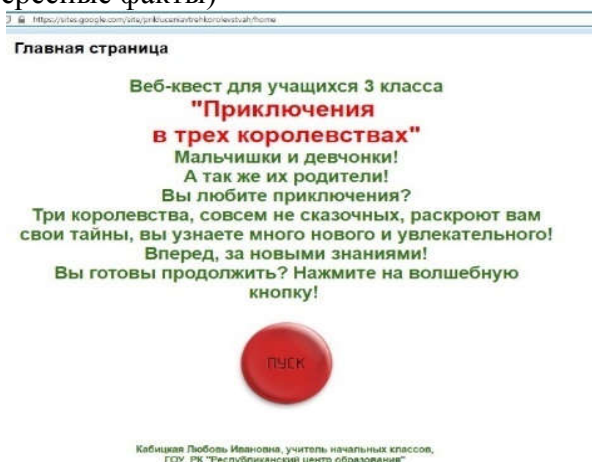 ересные факты)
https://sites.google.com/site/prikluceniavtrehkorolevstvah/home
Главная страница
Веб-квест для учащихся 3 класса
"Приключения
в трех королевствах"
Мальчишки и девчонки!
А так же их родители!
Вы любите приключения?
Три королевства, совсем не сказочных, раскроют вам
свои тайны, вы узнаете много нового и увлекательного!
Вперед, за новыми знаниями!
Вы готовы продолжить? Нажмите на волшебную
кнопку!
ПУСК
Кабицкая Любовь Ивановна, учитель начальных классов,
ГОУ РК "Республиканский центр образования"